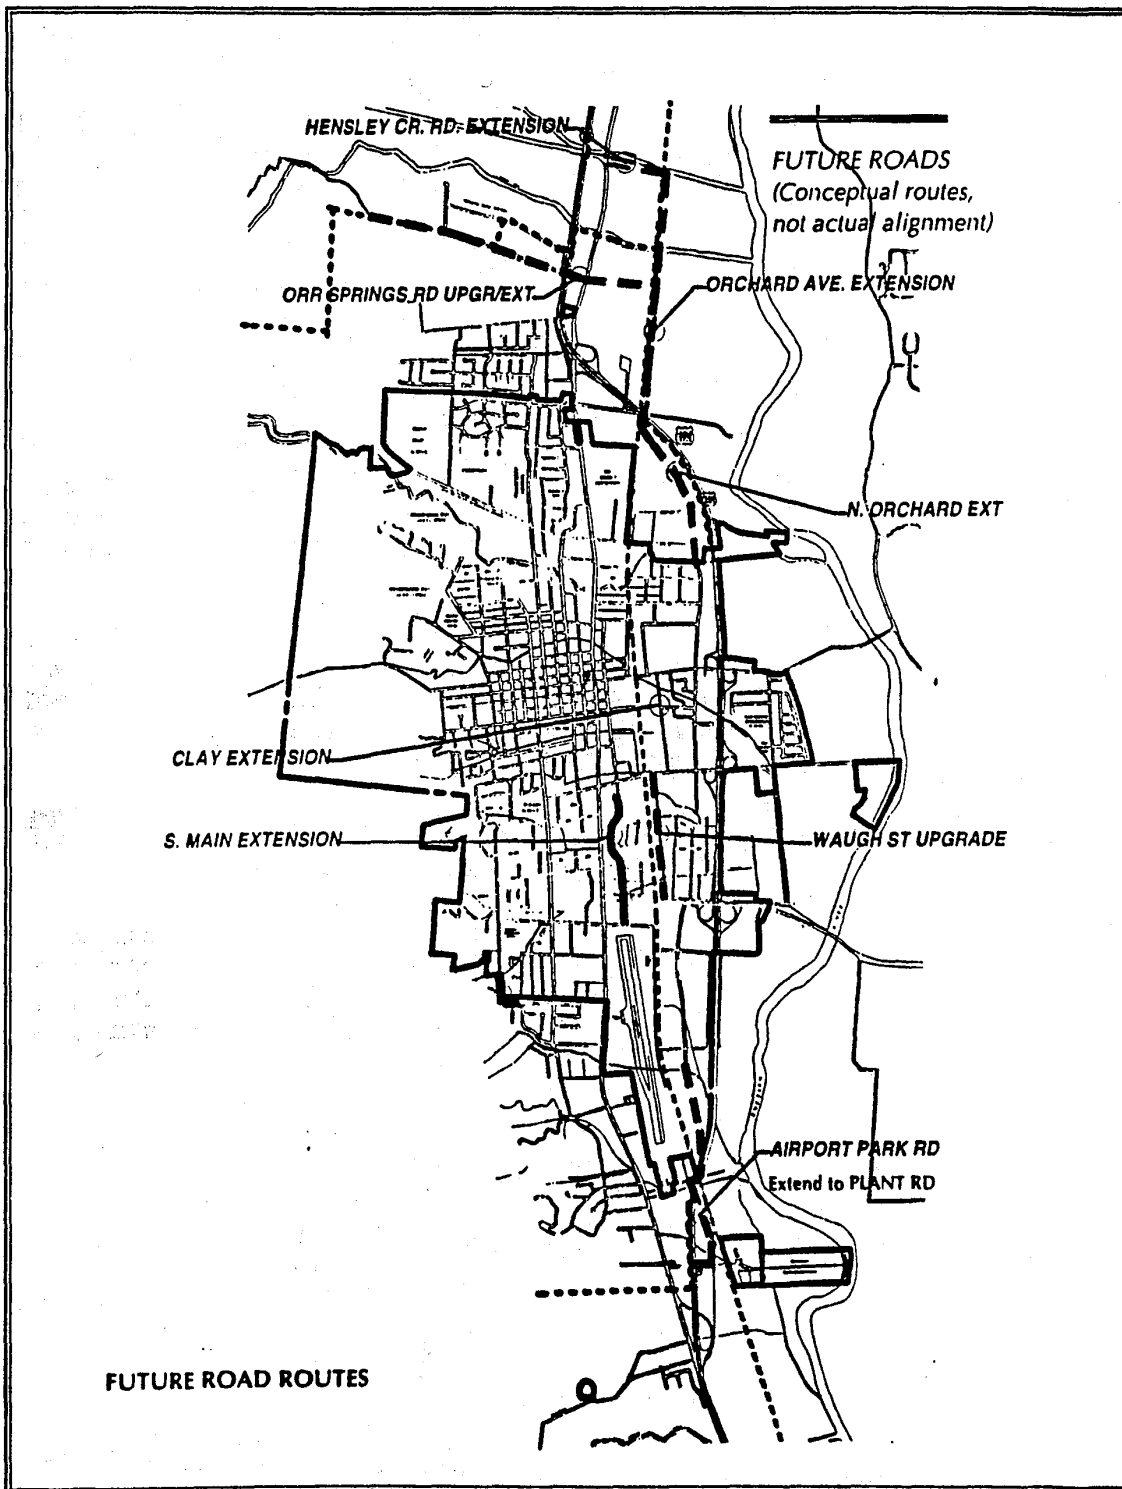 HENSLEY CR. RD. EXTENSION
FUTURE ROADS
(Conceptual routes,
not actual alignment)
ORR SPRINGS RD UPGR/EXT
ORCHARD AVE. EXTENSION
N. ORCHARD EXT
CLAY EXTENSION
S. MAIN EXTENSION
WAUGH ST UPGRADE
AIRPORT PARK RD
Extend to PLANT RD
FUTURE ROAD ROUTES